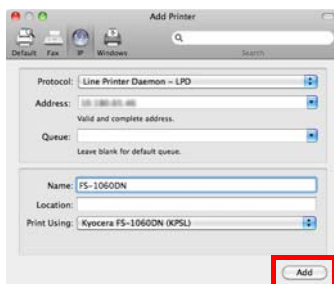 Add Printer
Default Fax IP Windows Search
Protocol: Line Printer Daemon – LPD
Address:
Valid and complete address.
Queue:
Leave blank for default queue.
Name: FS-1060DN
Location:
Print Using: Kyocera FS-1060DN (KPSL)
Add